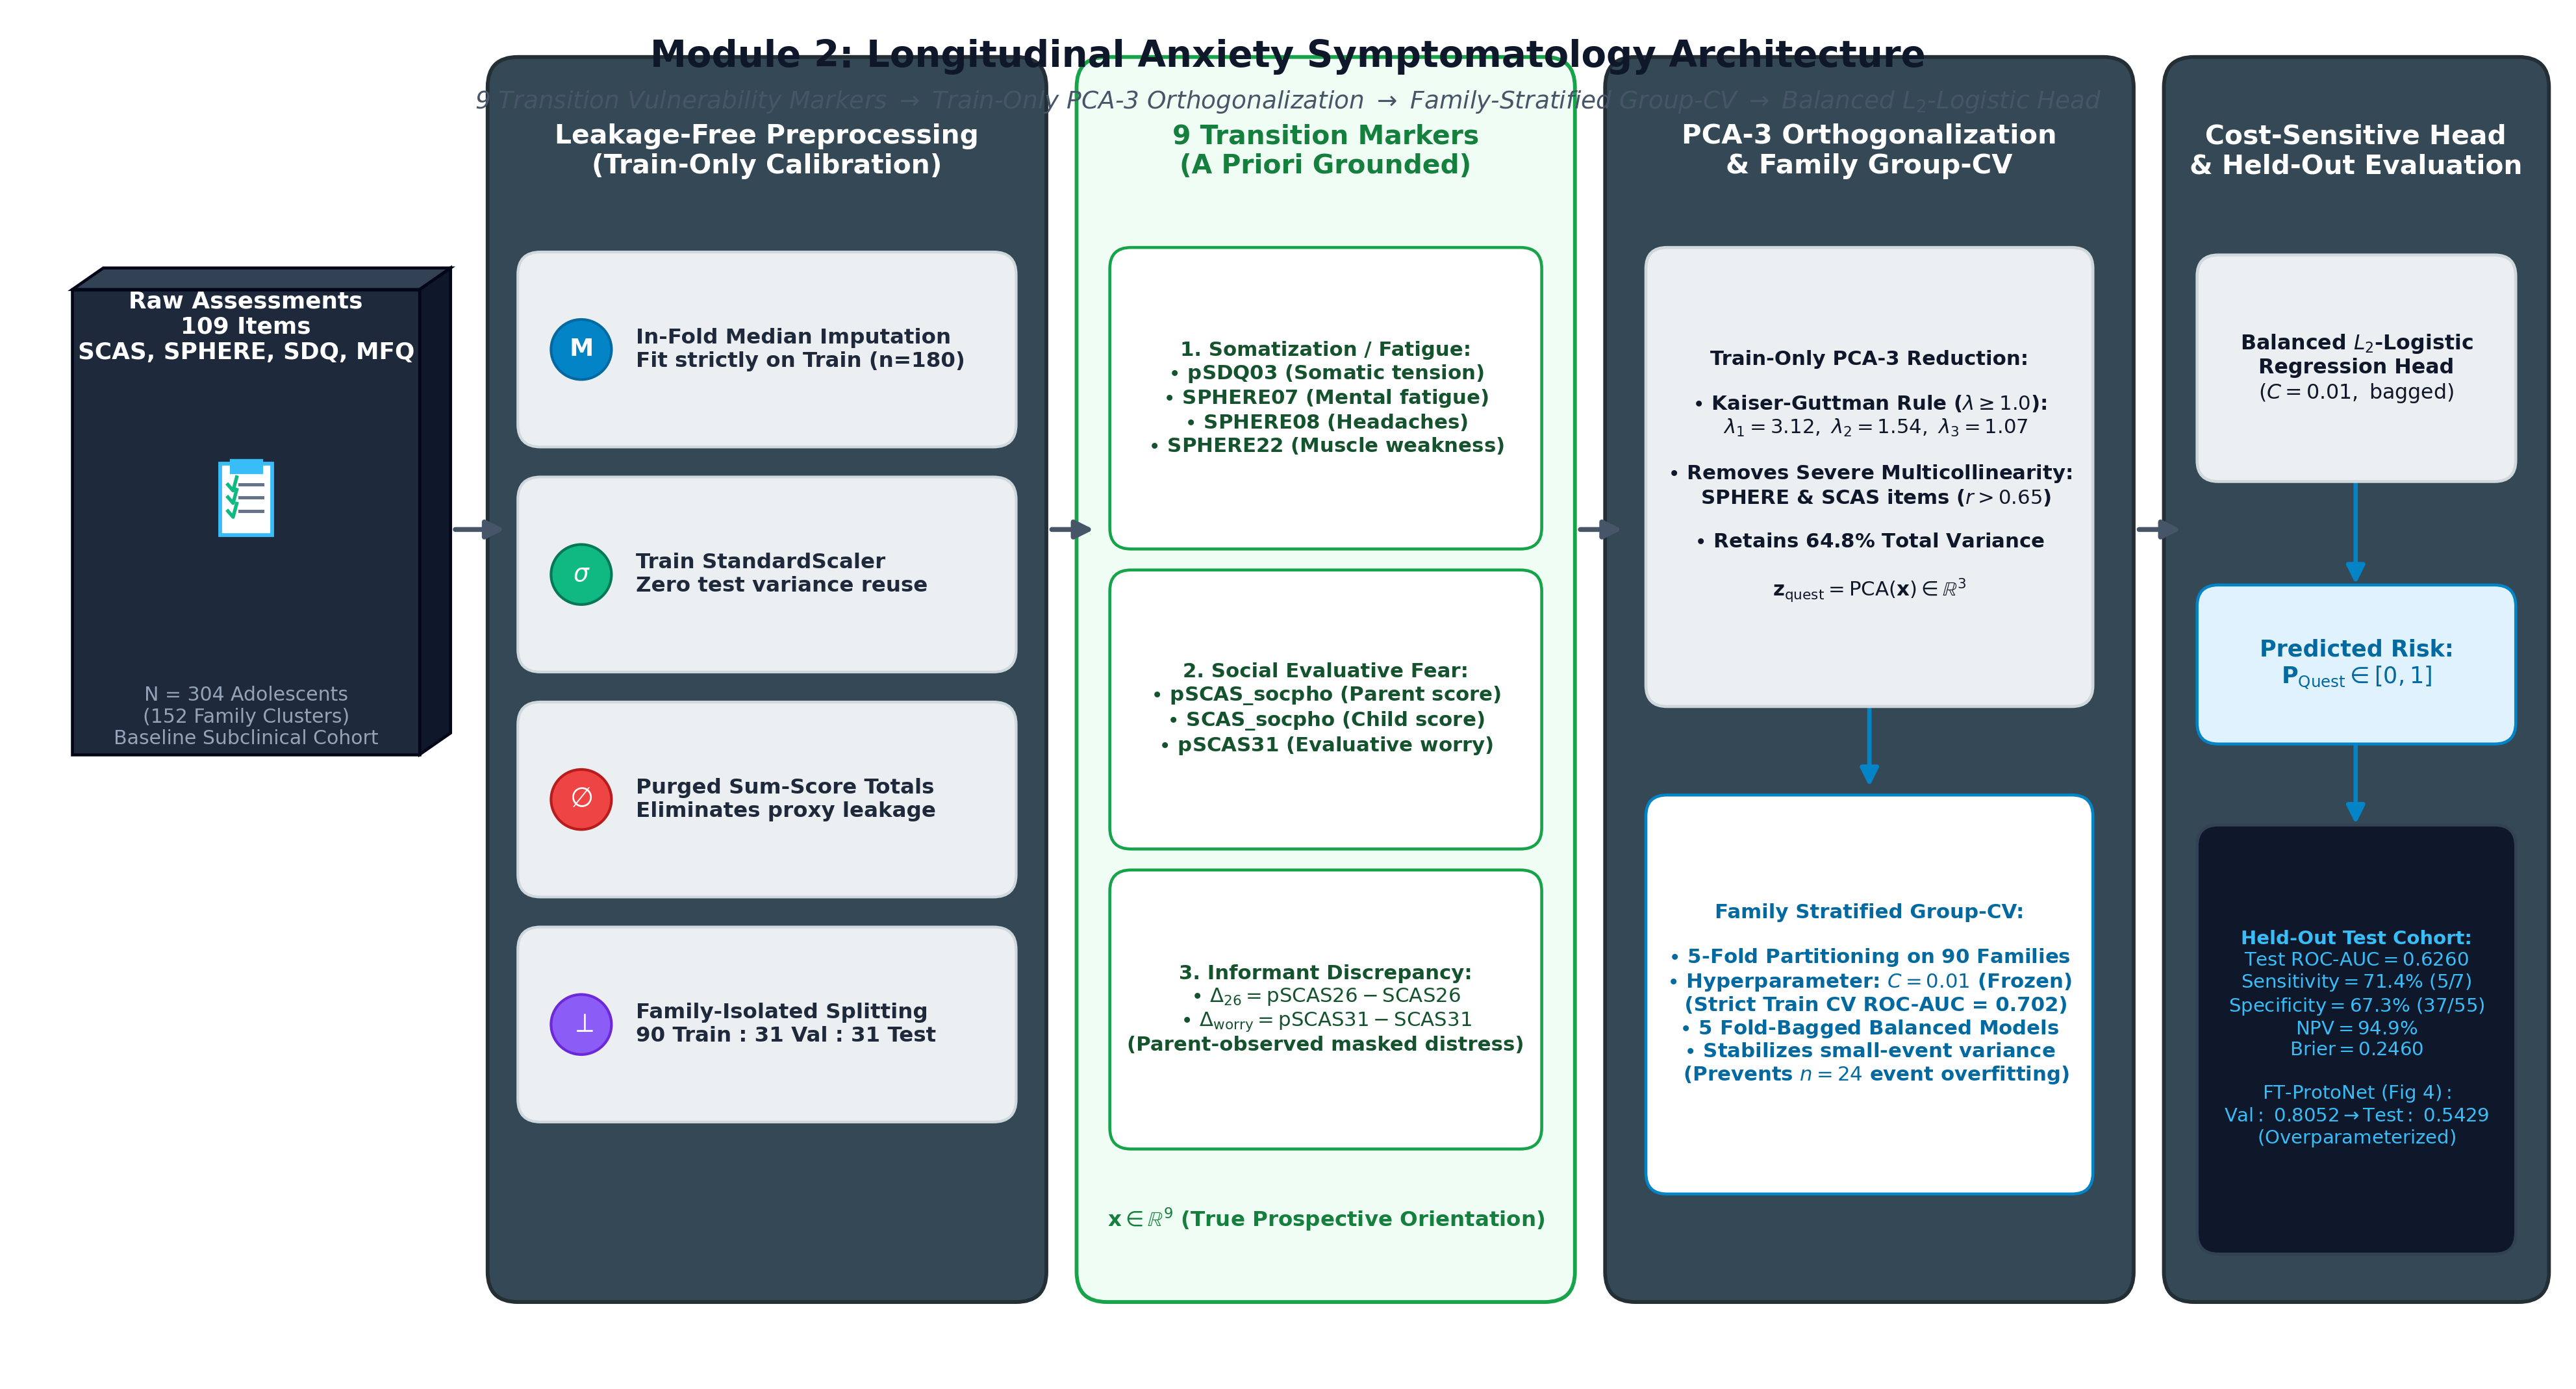 Module 2: Longitudinal Anxiety Symptomatology Architecture
9 Transition Vulnerability Markers → Train-Only PCA-3 Orthogonalization → Family-Stratified Group-CV → Balanced L₂-Logistic Head
Raw Assessments
109 Items
SCAS, SPHERE, SDQ, MFQ
N = 304 Adolescents
(152 Family Clusters)
Baseline Subclinical Cohort
Leakage-Free Preprocessing
(Train-Only Calibration)
M
In-Fold Median Imputation
Fit strictly on Train (n=180)
σ
Train StandardScaler
Zero test variance reuse
∅
Purged Sum-Score Totals
Eliminates proxy leakage
⊥
Family-Isolated Splitting
90 Train : 31 Val : 31 Test
9 Transition Markers
(A Priori Grounded)
1. Somatization / Fatigue:
• pSDQ03 (Somatic tension)
• SPHERE07 (Mental fatigue)
• SPHERE08 (Headaches)
• SPHERE22 (Muscle weakness)
2. Social Evaluative Fear:
• pSCAS_socpho (Parent score)
• SCAS_socpho (Child score)
• pSCAS31 (Evaluative worry)
3. Informant Discrepancy:
• Δ₂₆ = pSCAS26 − SCAS26
• Δ_worry = pSCAS31 − SCAS31
(Parent-observed masked distress)
x ∈ ℝ⁹ (True Prospective Orientation)
PCA-3 Orthogonalization
& Family Group-CV
Train-Only PCA-3 Reduction:
• Kaiser-Guttman Rule (λ ≥ 1.0):
λ₁ = 3.12, λ₂ = 1.54, λ₃ = 1.07
• Removes Severe Multicollinearity:
SPHERE & SCAS items (r > 0.65)
• Retains 64.8% Total Variance
z_quest = PCA(x) ∈ ℝ³
Family Stratified Group-CV:
• 5-Fold Partitioning on 90 Families
• Hyperparameter: C = 0.01 (Frozen)
(Strict Train CV ROC-AUC = 0.702)
• 5 Fold-Bagged Balanced Models
• Stabilizes small-event variance
(Prevents n = 24 event overfitting)
Cost-Sensitive Head
& Held-Out Evaluation
Balanced L₂-Logistic
Regression Head
(C = 0.01, bagged)
Predicted Risk:
P_Quest ∈ [0, 1]
Held-Out Test Cohort:
Test ROC-AUC = 0.6260
Sensitivity = 71.4% (5/7)
Specificity = 67.3% (37/55)
NPV = 94.9%
Brier = 0.2460
FT-ProtoNet (Fig 4) :
Val : 0.8052 → Test : 0.5429
(Overparameterized)